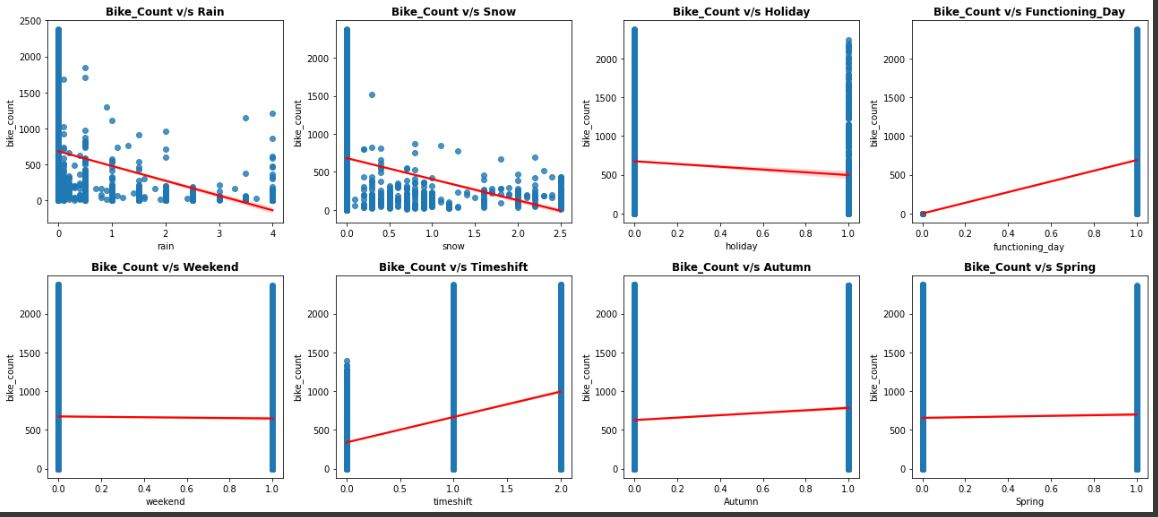 Bike_Count v/s Rain
2500
2000
1500
1000
500
0
bike_count
0 1 2 3 4
rain
Bike_Count v/s Snow
2000
1500
1000
500
0
bike_count
0.0 0.5 1.0 1.5 2.0 2.5
snow
Bike_Count v/s Holiday
2000
1500
1000
500
0
bike_count
0.0 0.2 0.4 0.6 0.8 1.0
holiday
Bike_Count v/s Functioning_Day
2000
1500
1000
500
0
bike_count
0.0 0.2 0.4 0.6 0.8 1.0
functioning_day
Bike_Count v/s Weekend
2000
1500
1000
500
0
bike_count
0.0 0.2 0.4 0.6 0.8 1.0
weekend
Bike_Count v/s Timeshift
2000
1500
1000
500
0
bike_count
0.0 0.5 1.0 1.5 2.0
timeshift
Bike_Count v/s Autumn
2000
1500
1000
500
0
bike_count
0.0 0.2 0.4 0.6 0.8 1.0
Autumn
Bike_Count v/s Spring
2000
1500
1000
500
0
bike_count
0.0 0.2 0.4 0.6 0.8 1.0
Spring